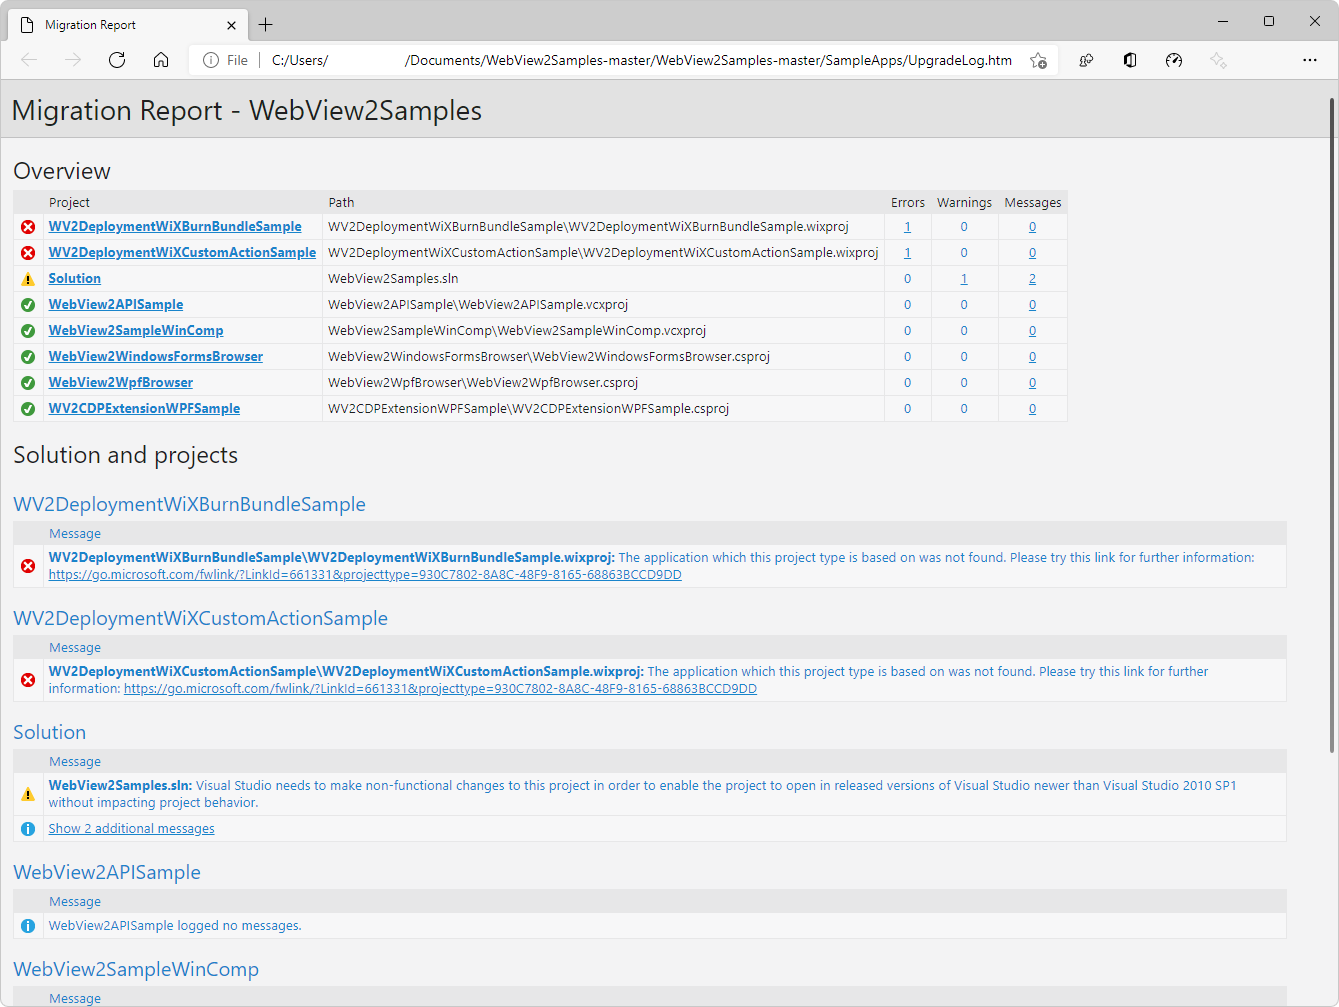 Migration Report
File
C:/Users/ /Documents/WebView2Samples-master/WebView2Samples-master/SampleApps/UpgradeLog.htm
Migration Report - WebView2Samples
Overview
Project Path Errors Warnings Messages
WV2DeploymentWiXBurnBundleSample WV2DeploymentWiXBurnBundleSample\WV2DeploymentWiXBurnBundleSample.wixproj 1 0 0
WV2DeploymentWiXCustomActionSample WV2DeploymentWiXCustomActionSample\WV2DeploymentWiXCustomActionSample.wixproj 1 0 0
Solution WebView2Samples.sln 0 1 2
WebView2APISample WebView2APISample\WebView2APISample.vcxproj 0 0 0
WebView2SampleWinComp WebView2SampleWinComp\WebView2SampleWinComp.vcxproj 0 0 0
WebView2WindowsFormsBrowser WebView2WindowsFormsBrowser\WebView2WindowsFormsBrowser.csproj 0 0 0
WebView2WpfBrowser WebView2WpfBrowser\WebView2WpfBrowser.csproj 0 0 0
WV2CDPExtensionWPFSample WV2CDPExtensionWPFSample\WV2CDPExtensionWPFSample.csproj 0 0 0
Solution and projects
WV2DeploymentWiXBurnBundleSample
Message
WV2DeploymentWiXBurnBundleSample\WV2DeploymentWiXBurnBundleSample.wixproj: The application which this project type is based on was not found. Please try this link for further information:
https://go.microsoft.com/fwlink/?LinkId=661331&projecttype=930C7802-8A8C-48F9-8165-68863BCCD9DD
WV2DeploymentWiXCustomActionSample
Message
WV2DeploymentWiXCustomActionSample\WV2DeploymentWiXCustomActionSample.wixproj: The application which this project type is based on was not found. Please try this link for further
information: https://go.microsoft.com/fwlink/?LinkId=661331&projecttype=930C7802-8A8C-48F9-8165-68863BCCD9DD
Solution
Message
WebView2Samples.sln: Visual Studio needs to make non-functional changes to this project in order to enable the project to open in released versions of Visual Studio newer than Visual Studio 2010 SP1
without impacting project behavior.
Show 2 additional messages
WebView2APISample
Message
WebView2APISample logged no messages.
WebView2SampleWinComp
Message